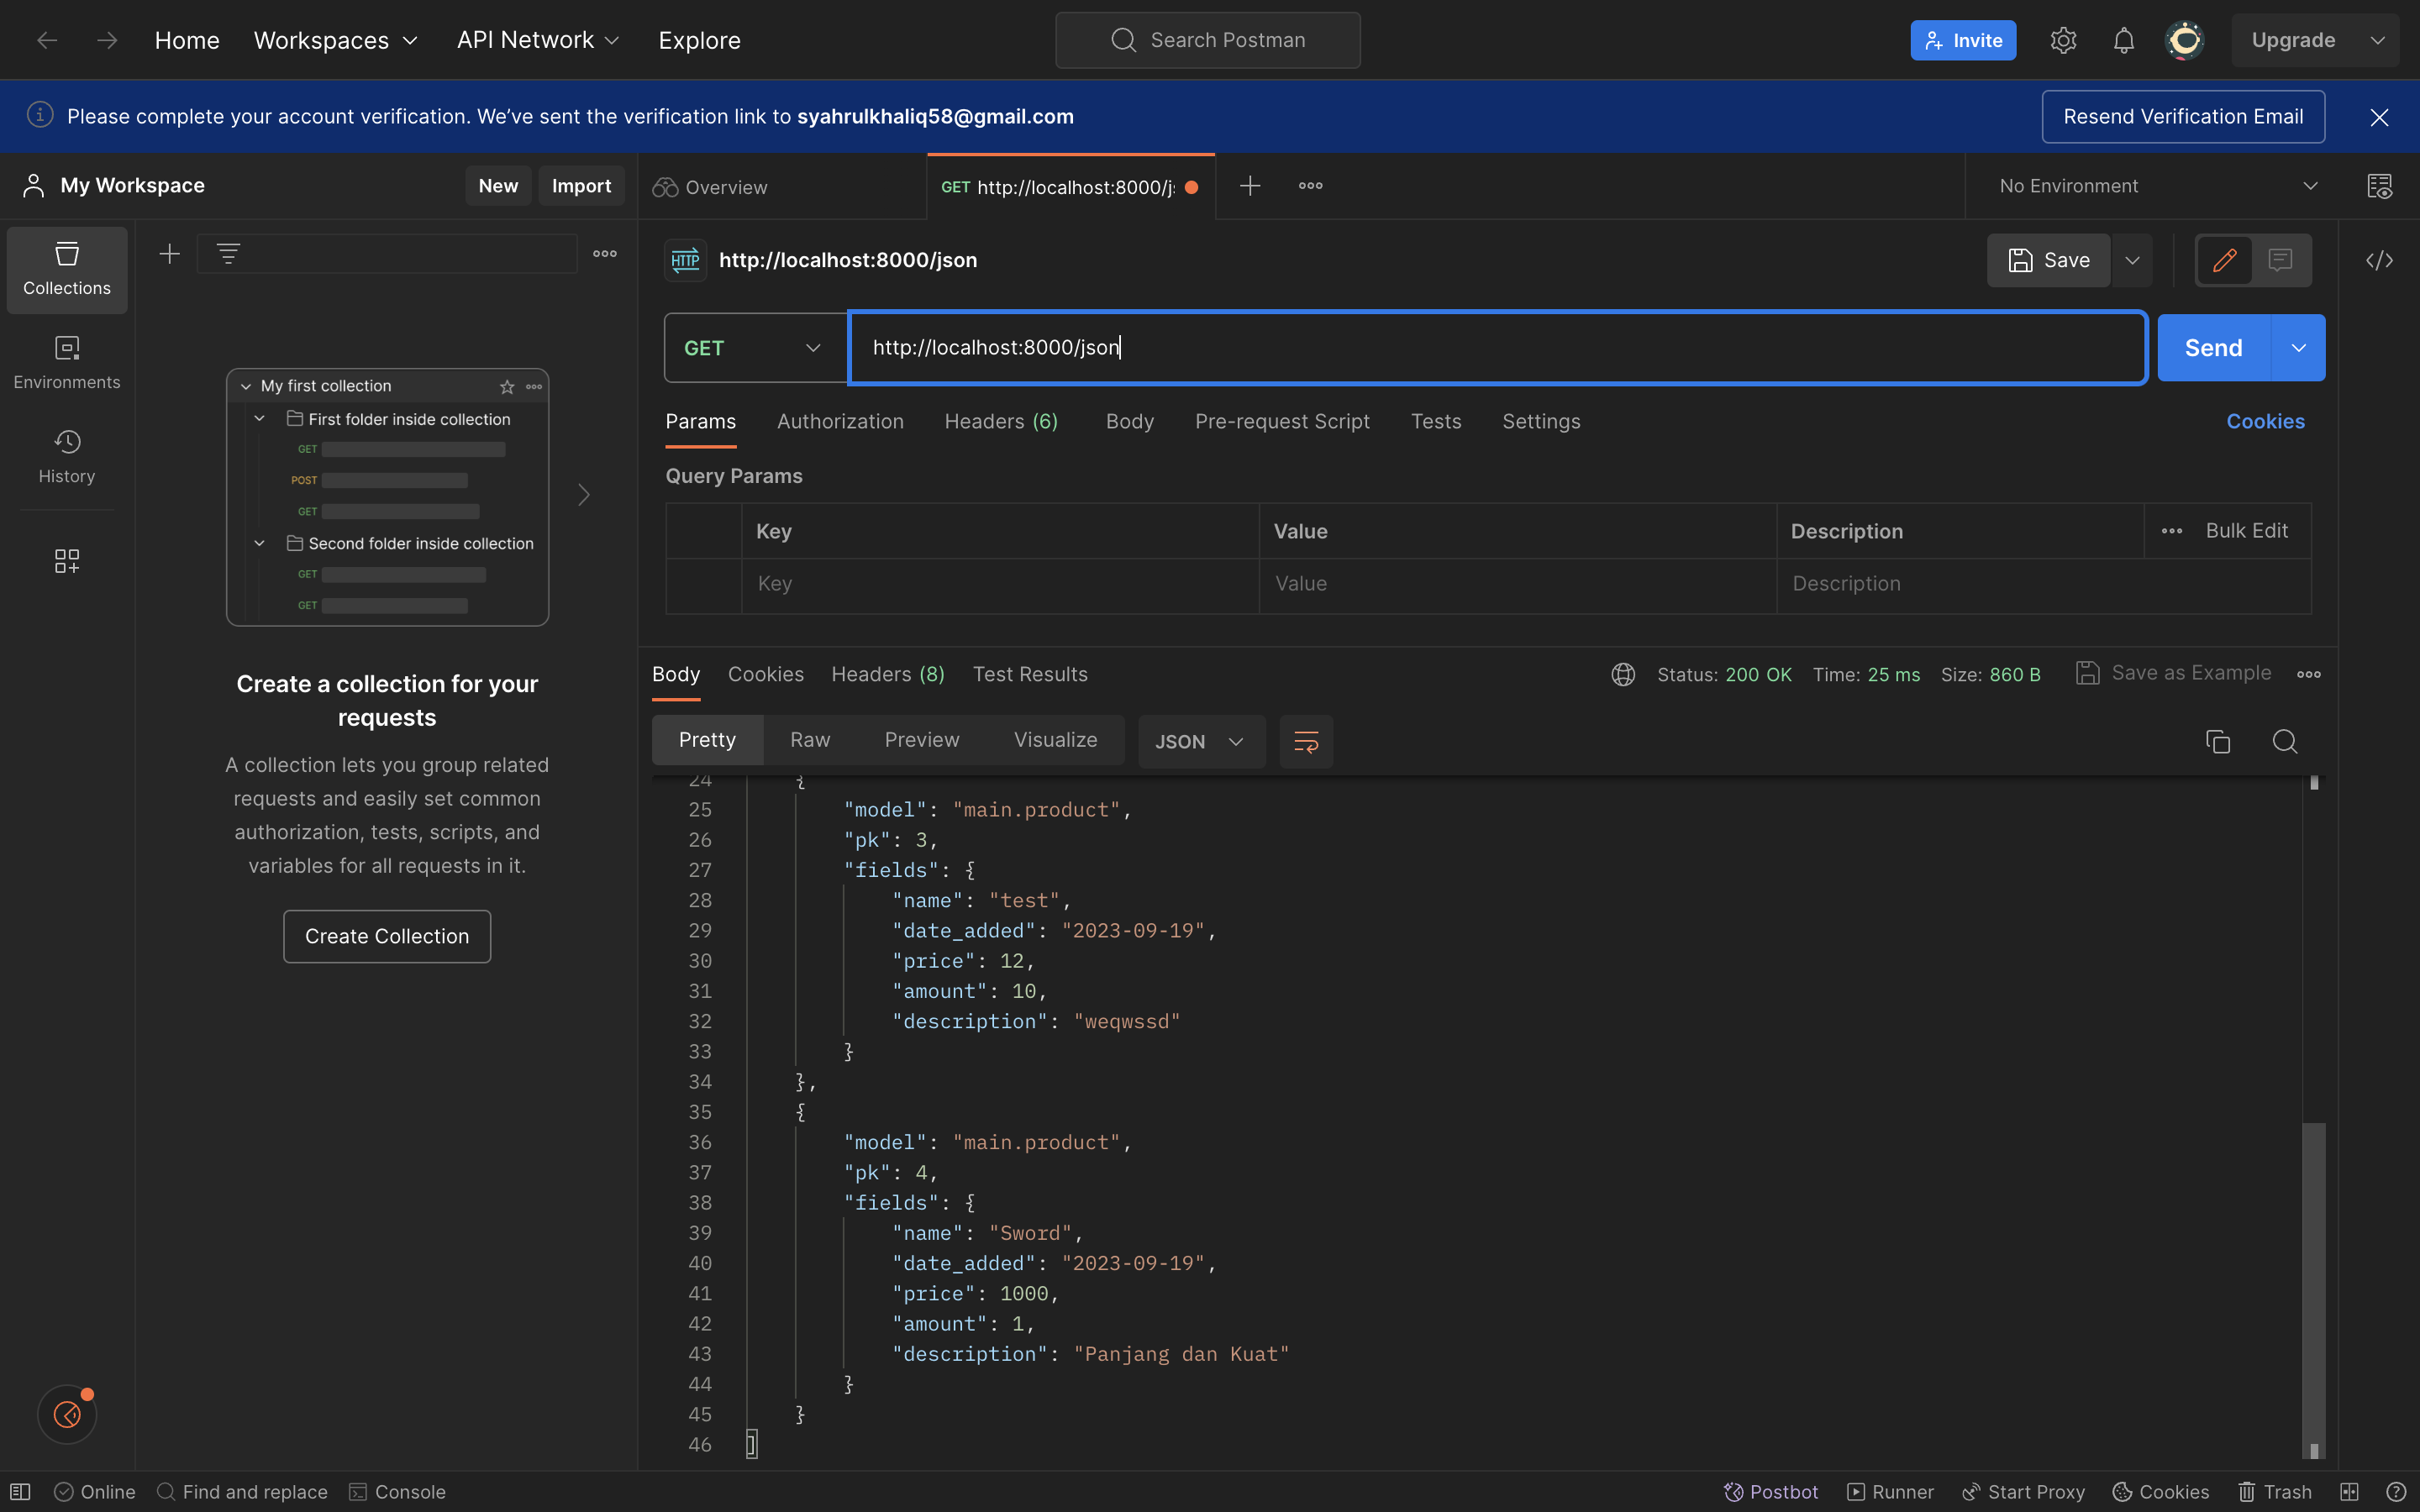 Home Workspaces API Network Explore Search Postman Invite Upgrade
Please complete your account verification. We’ve sent the verification link to syahrulkhaliq58@gmail.com Resend Verification Email
My Workspace New Import Overview GET http://localhost:8000/j No Environment
Collections
Environments
History
My first collection
First folder inside collection
GET
POST
GET
Second folder inside collection
GET
GET
Create a collection for your
requests
A collection lets you group related
requests and easily set common
authorization, tests, scripts, and
variables for all requests in it.
Create Collection
HTTP http://localhost:8000/json Save </>
GET http://localhost:8000/json Send
Params Authorization Headers (6) Body Pre-request Script Tests Settings Cookies
Query Params
Key Value Description Bulk Edit
Key Value Description
Body Cookies Headers (8) Test Results Status: 200 OK Time: 25 ms Size: 860 B Save as Example
Pretty Raw Preview Visualize JSON
24 {
25 "model": "main.product",
26 "pk": 3,
27 "fields": {
28 "name": "test",
29 "date_added": "2023-09-19",
30 "price": 12,
31 "amount": 10,
32 "description": "weqwssd"
33 }
34 },
35 {
36 "model": "main.product",
37 "pk": 4,
38 "fields": {
39 "name": "Sword",
40 "date_added": "2023-09-19",
41 "price": 1000,
42 "amount": 1,
43 "description": "Panjang dan Kuat"
44 }
45 }
46 ]
Online Find and replace Console Postbot Runner Start Proxy Cookies Trash